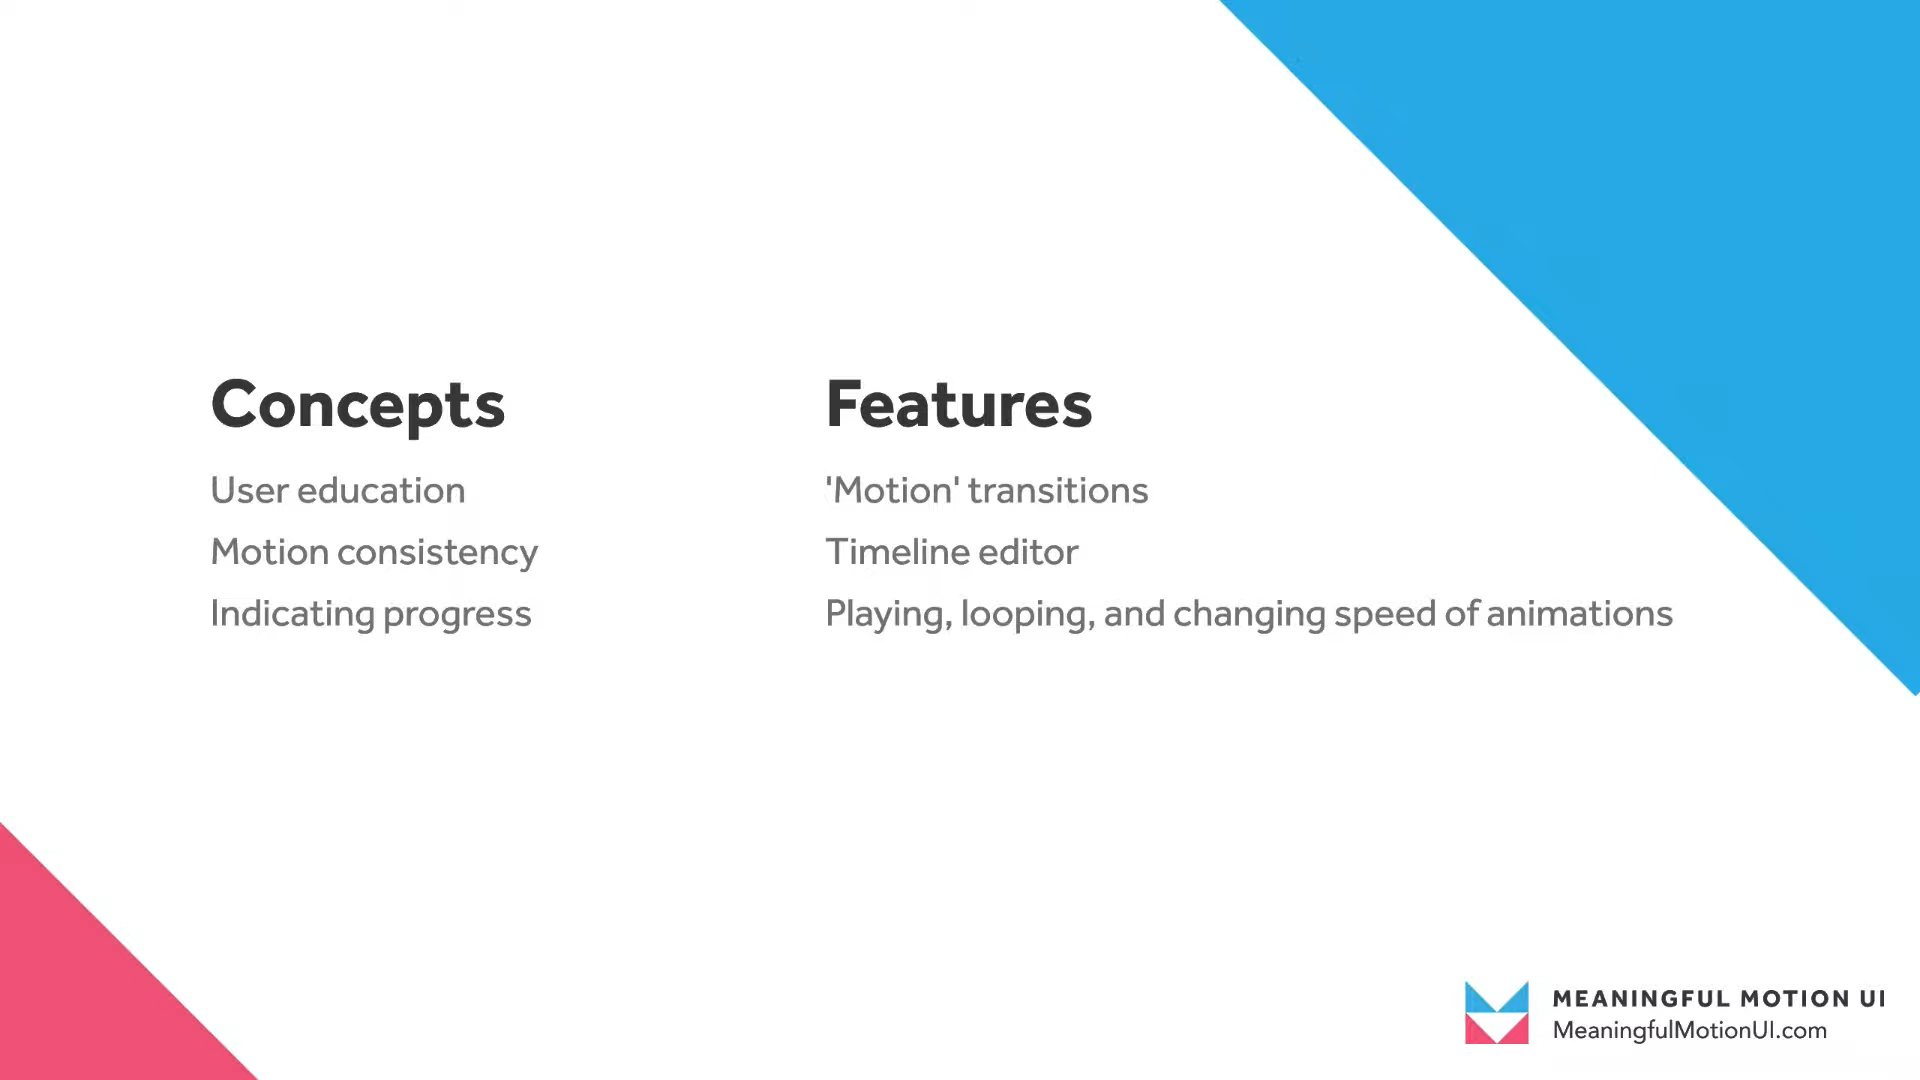 Concepts
User education
Motion consistency
Indicating progress
Features
'Motion' transitions
Timeline editor
Playing, looping, and changing speed of animations
MEANINGFUL MOTION UI
MeaningfulMotionUI.com